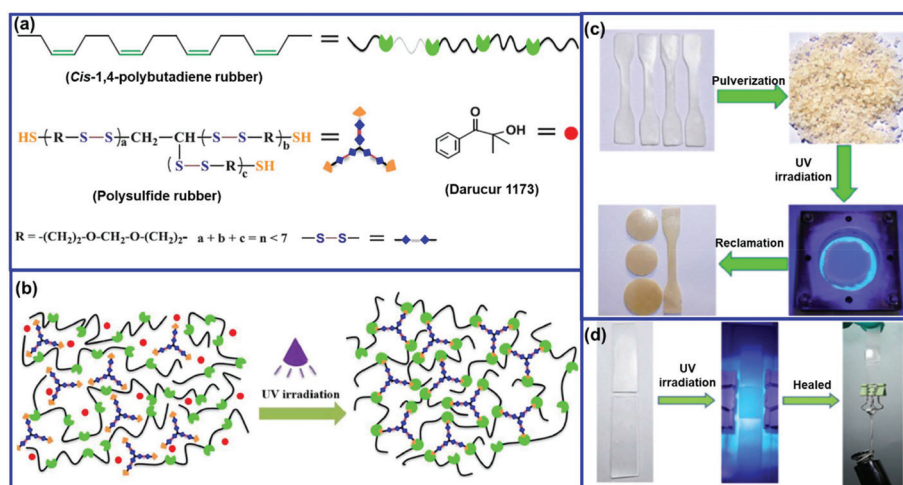 (a)
=
(Cis-1,4-polybutadiene rubber)
HS(R—S—S)a CH2—CH(S—S—R)b SH
(S—S—R)c SH
=
(Polysulfide rubber)
O
OH
=
(Darucur 1173)
R = -(CH2)2-O-CH2-O-(CH2)2- a + b + c = n < 7 —S—S— =
(b)
UV irradiation
(c)
Pulverization
UV
irradiation
Reclamation
(d)
UV
irradiation
Healed